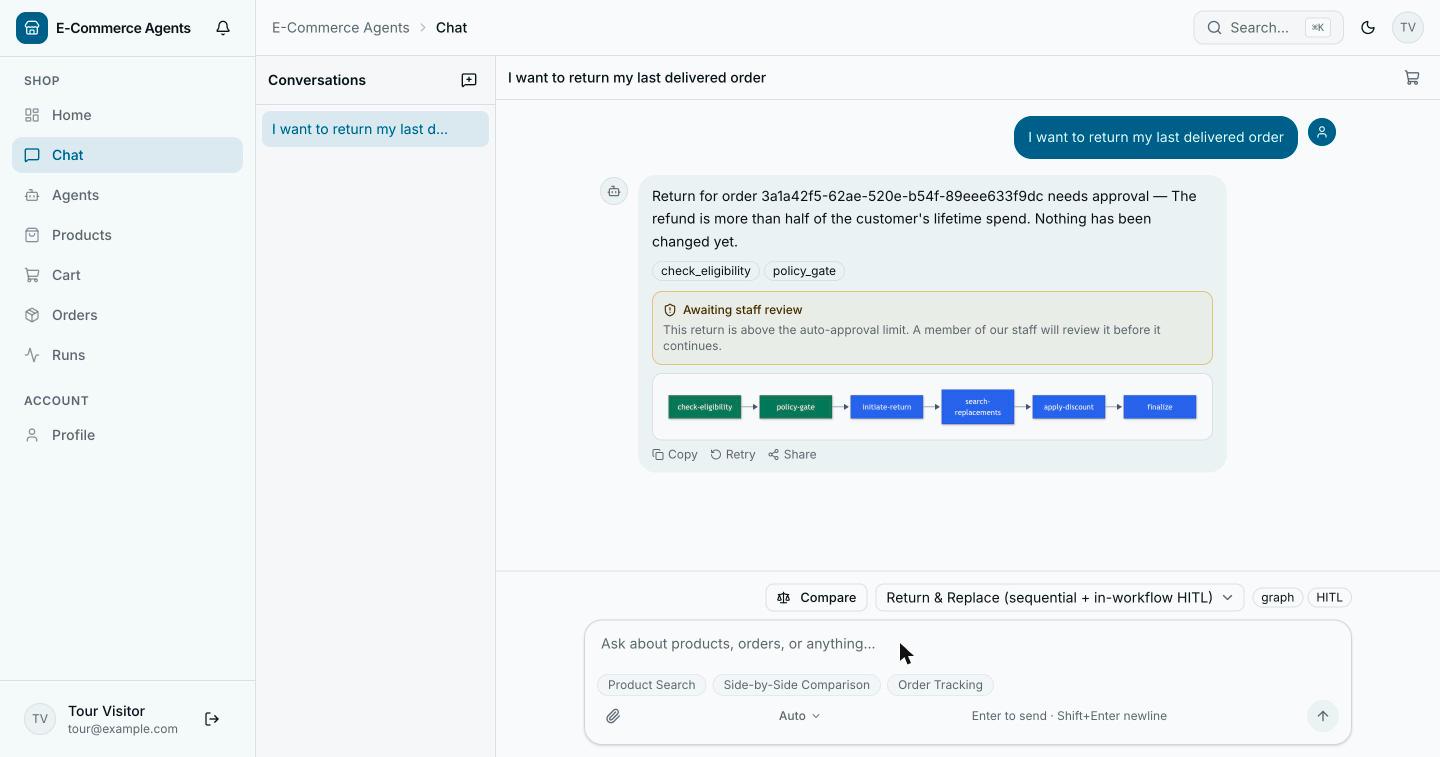 E-Commerce Agents
E-Commerce Agents
Chat
Search...
⌘K
TV
SHOP
Home
Chat
Agents
Products
Cart
Orders
Runs
ACCOUNT
Profile
TV
Tour Visitor
tour@example.com
Conversations
I want to return my last d...
I want to return my last delivered order
I want to return my last delivered order
Return for order 3a1a42f5-62ae-520e-b54f-89eee633f9dc needs approval — The
refund is more than half of the customer's lifetime spend. Nothing has been
changed yet.
check_eligibility policy_gate
Awaiting staff review
This return is above the auto-approval limit. A member of our staff will review it before it
continues.
check-eligibility
policy-gate
initiate-return
search-
replacements
apply-discount
finalize
Copy Retry Share
Compare
Return & Replace (sequential + in-workflow HITL)
graph
HITL
Ask about products, orders, or anything...
Product Search
Side-by-Side Comparison
Order Tracking
Auto
Enter to send · Shift+Enter newline